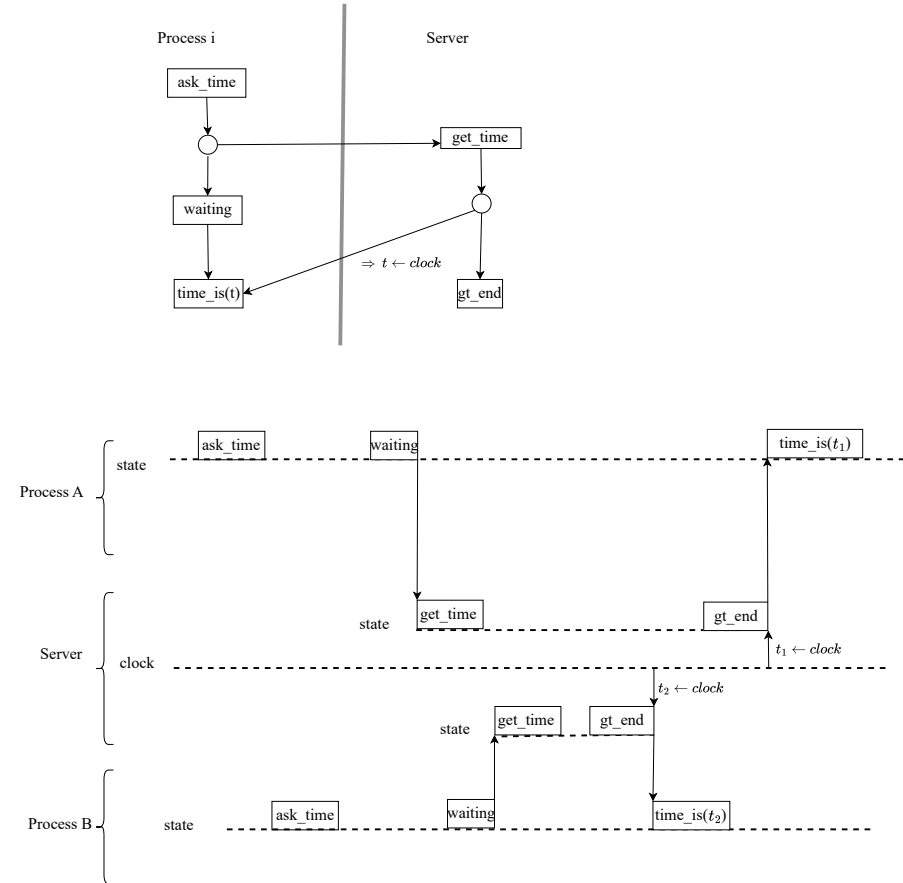 Process i
Server
ask_time
get_time
waiting
⇒ t ← clock
time_is(t)
gt_end
ask_time
waiting
time_is(t₁)
state
Process A
get_time
gt_end
state
t₁ ← clock
Server
clock
t₂ ← clock
get_time
gt_end
state
ask_time
waiting
time_is(t₂)
Process B
state